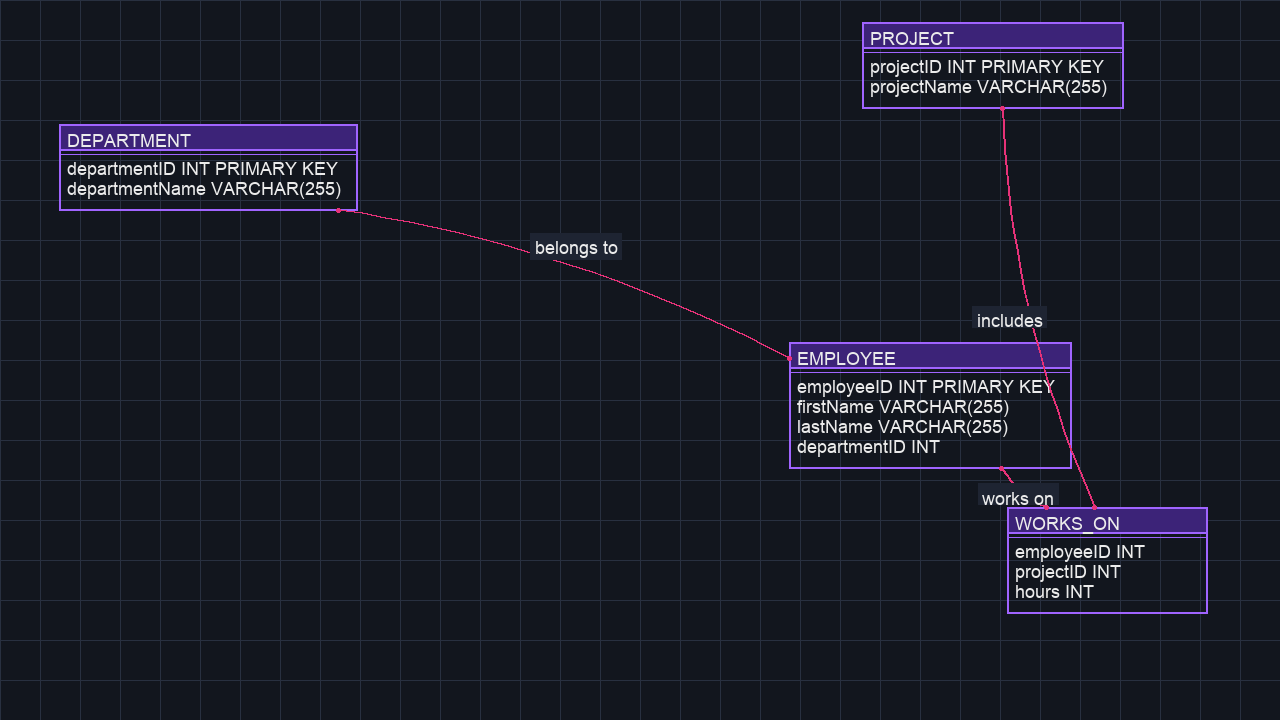 PROJECT
projectID INT PRIMARY KEY
projectName VARCHAR(255)
DEPARTMENT
departmentID INT PRIMARY KEY
departmentName VARCHAR(255)
belongs to
includes
EMPLOYEE
employeeID INT PRIMARY KEY
firstName VARCHAR(255)
lastName VARCHAR(255)
departmentID INT
works on
WORKS_ON
employeeID INT
projectID INT
hours INT